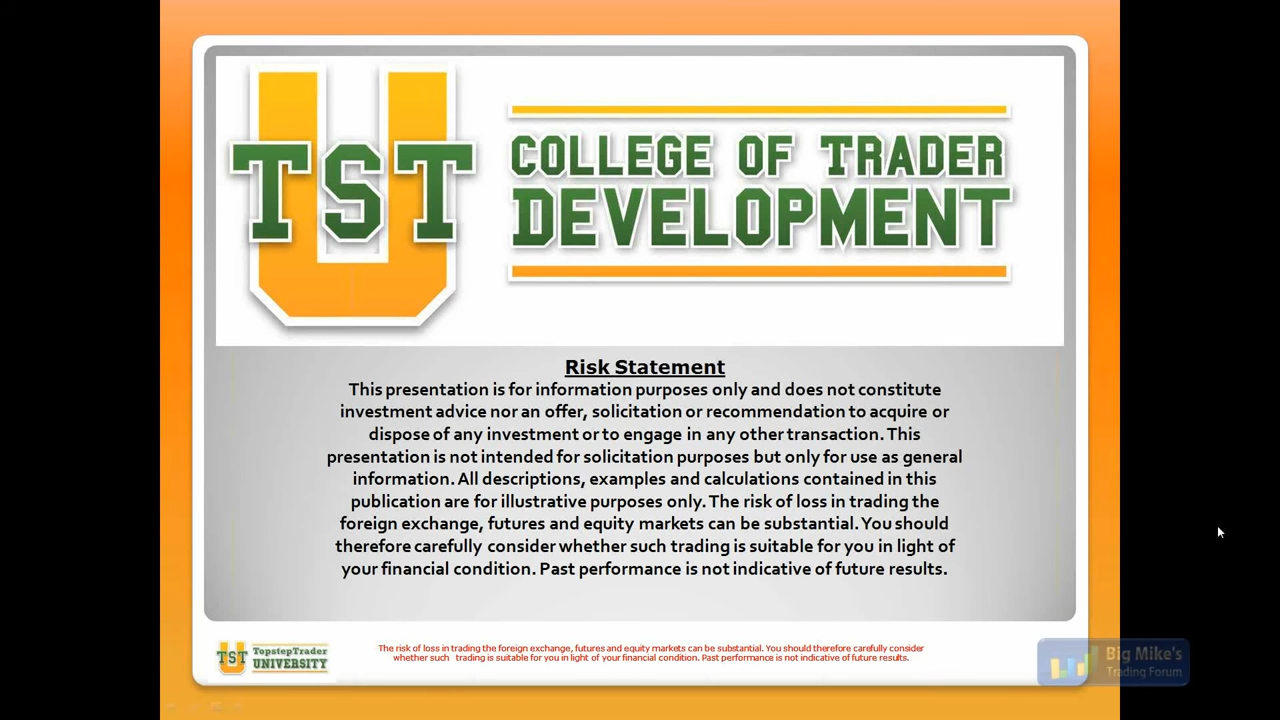 TST
COLLEGE OF TRADER
DEVELOPMENT
Risk Statement
This presentation is for information purposes only and does not constitute
investment advice nor an offer, solicitation or recommendation to acquire or
dispose of any investment or to engage in any other transaction. This
presentation is not intended for solicitation purposes but only for use as general
information. All descriptions, examples and calculations contained in this
publication are for illustrative purposes only. The risk of loss in trading the
foreign exchange, futures and equity markets can be substantial. You should
therefore carefully consider whether such trading is suitable for you in light of
your financial condition. Past performance is not indicative of future results.
TST
TopstepTrader
UNIVERSITY
The risk of loss in trading the foreign exchange, futures and equity markets can be substantial. You should therefore carefully consider
whether such trading is suitable for you in light of your financial condition. Past performance is not indicative of future results.
Big Mike's
Trading Forum